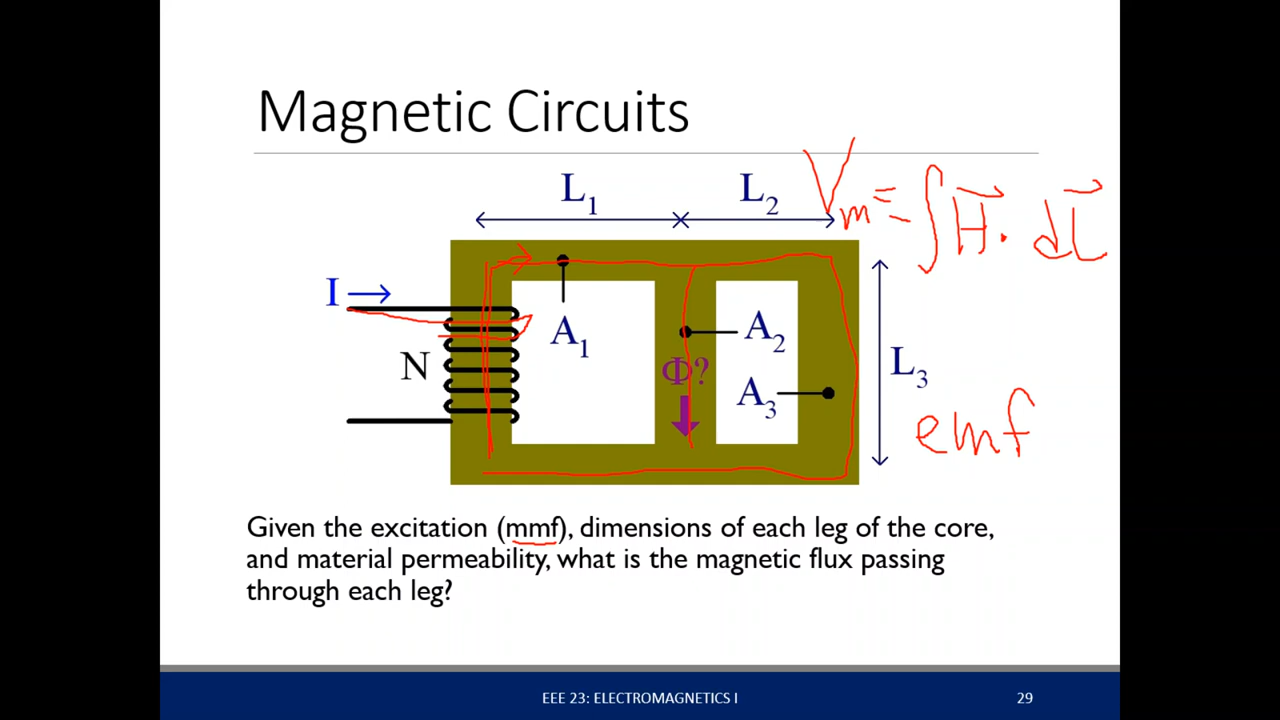 Magnetic Circuits
L1 L2
Vm = ∫ H⃗ · dL⃗
I
A1
N
Φ?
A2
A3
L3
emf
Given the excitation (mmf), dimensions of each leg of the core,
and material permeability, what is the magnetic flux passing
through each leg?
EEE 23: ELECTROMAGNETICS I 29